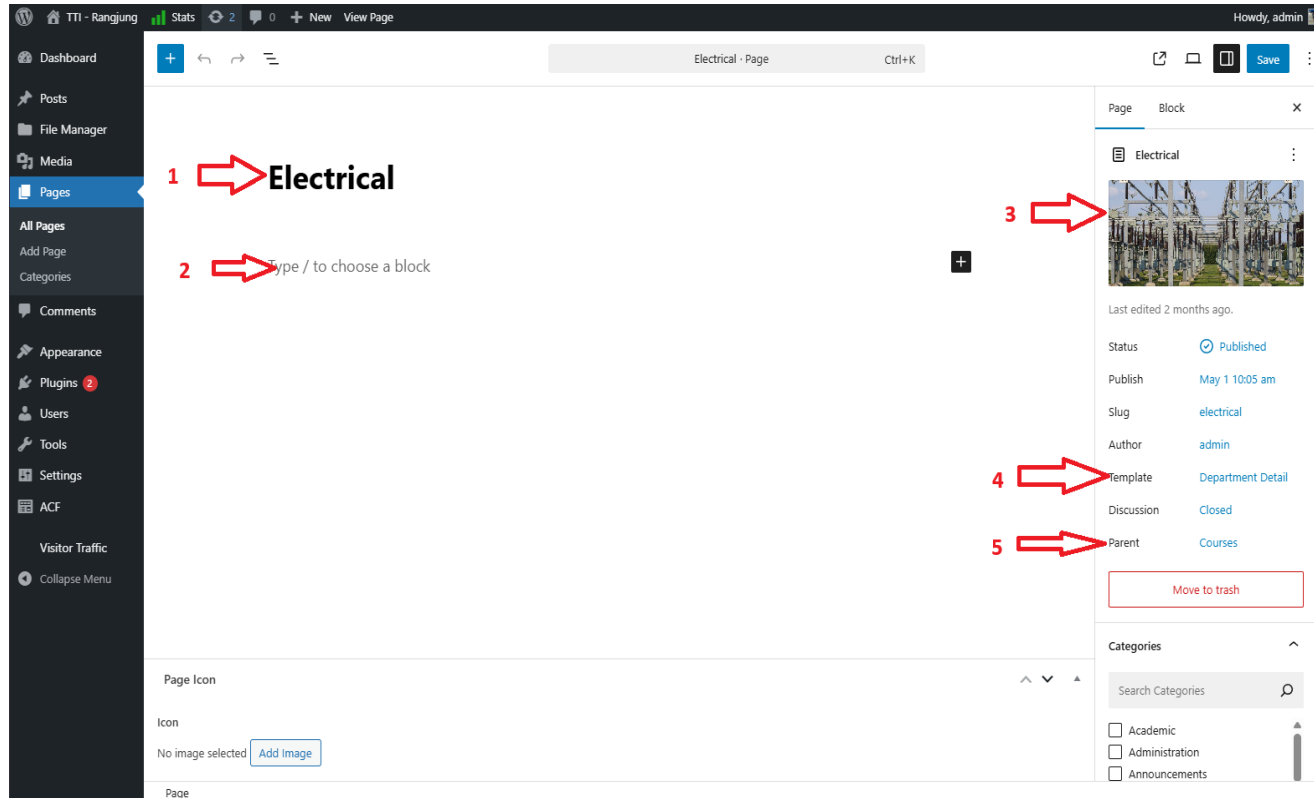 TTI - Rangjung Stats 2 0 New View Page Howdy, admin
Dashboard
Posts
File Manager
Media
Pages
All Pages
Add Page
Categories
Comments
Appearance
Plugins 2
Users
Tools
Settings
ACF
Visitor Traffic
Collapse Menu
Electrical · Page Ctrl+K
Save
1 Electrical
2 Type / to choose a block
Page Icon
Icon
No image selected Add Image
Page
Page Block
Electrical
3
Last edited 2 months ago.
Status Published
Publish May 1 10:05 am
Slug electrical
Author admin
4 Template Department Detail
Discussion Closed
5 Parent Courses
Move to trash
Categories
Search Categories
Academic
Administration
Announcements